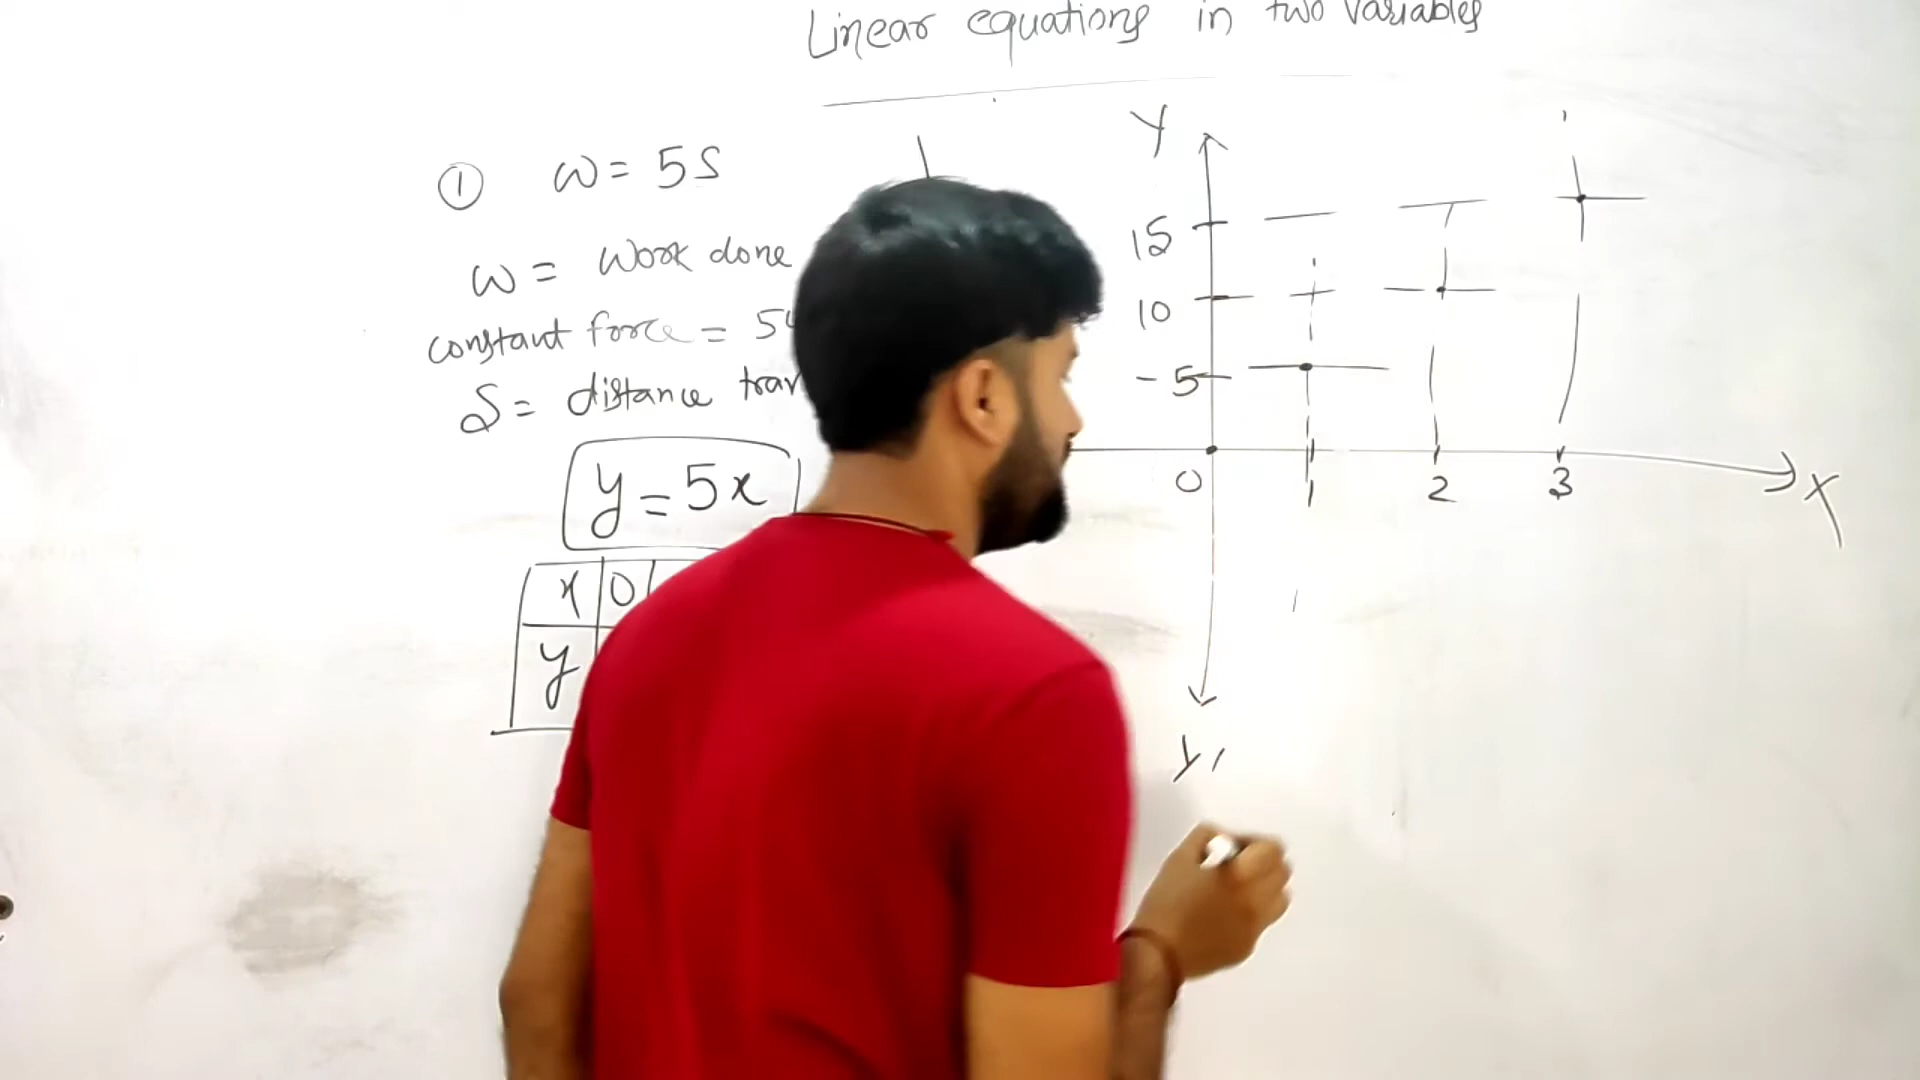 Linear equations in two variables
① w = 5s
w = work done
constant force = 5
S = distance
y = 5x
x 0
y
Y
15
10
- 5
0 1 2 3 X
Y'